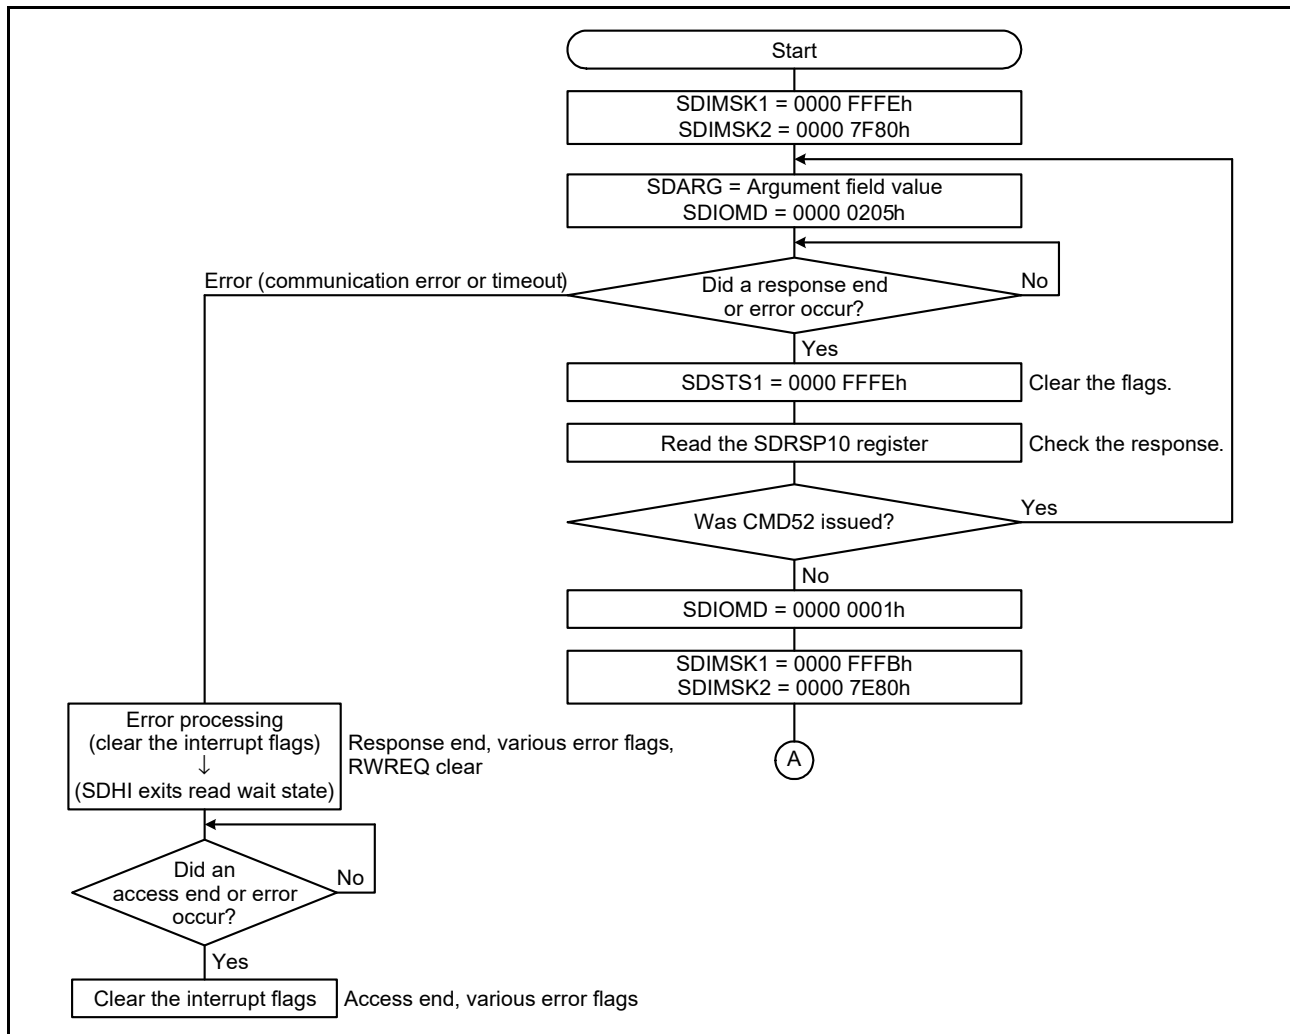 Start
SDIMSK1 = 0000 FFFEh
SDIMSK2 = 0000 7F80h
SDARG = Argument field value
SDIOMD = 0000 0205h
Error (communication error or timeout)
Did a response end
or error occur?
No
Yes
SDSTS1 = 0000 FFFEh
Clear the flags.
Read the SDRSP10 register
Check the response.
Was CMD52 issued?
Yes
No
SDIOMD = 0000 0001h
SDIMSK1 = 0000 FFFBh
SDIMSK2 = 0000 7E80h
A
Error processing
(clear the interrupt flags)
↓
(SDHI exits read wait state)
Response end, various error flags,
RWREQ clear
Did an
access end or error
occur?
No
Yes
Clear the interrupt flags
Access end, various error flags